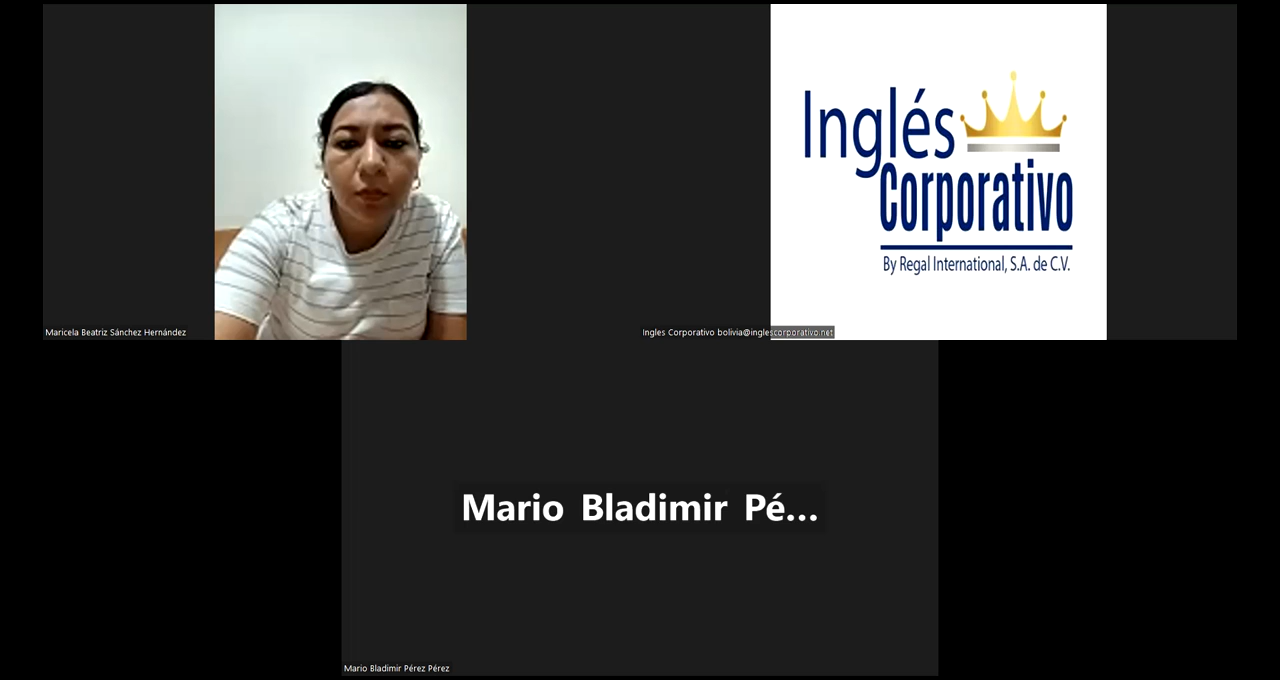 Inglés
Corporativo
By Regal International, S.A. de C.V.
Maricela Beatriz Sánchez Hernández
Ingles Corporativo bolivia@inglescorporativo.net
Mario Bladimir Pé...
Mario Bladimir Pérez Pérez